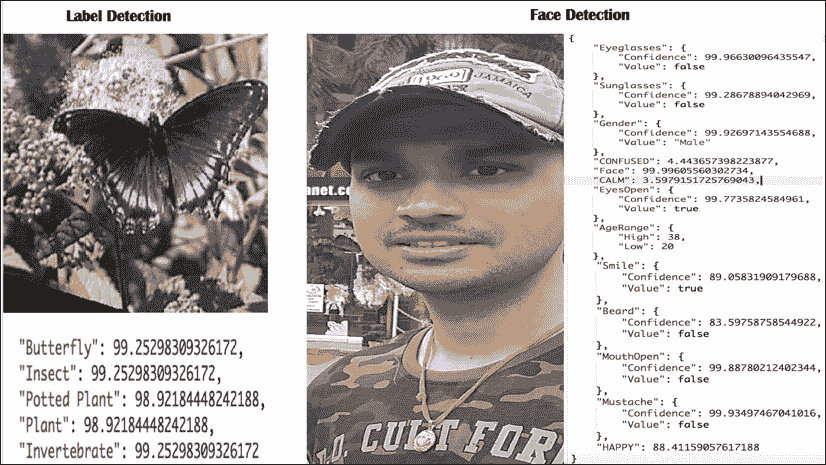 Label Detection
Face Detection
"Butterfly": 99.25298309326172,
"Insect": 99.25298309326172,
"Potted Plant": 98.92184448242188,
"Plant": 98.92184448242188,
"Invertebrate": 99.25298309326172
JAMAICA
anet.c
CULT FOR
{
"Eyeglasses": {
"Confidence": 99.96630096435547,
"Value": false
},
"Sunglasses": {
"Confidence": 99.28678894042969,
"Value": false
},
"Gender": {
"Confidence": 99.92697143554688,
"Value": "Male"
},
"CONFUSED": 4.443657398223877,
"Face": 99.99605560302734,
"CALM": 3.5979151725769043,
"EyesOpen": {
"Confidence": 99.7735824584961,
"Value": true
},
"AgeRange": {
"High": 38,
"Low": 20
},
"Smile": {
"Confidence": 89.05831909179688,
"Value": true
},
"Beard": {
"Confidence": 83.59758758544922,
"Value": false
},
"MouthOpen": {
"Confidence": 99.88780212402344,
"Value": false
},
"Mustache": {
"Confidence": 99.93497467041016,
"Value": false
},
"HAPPY": 88.41159057617188
}